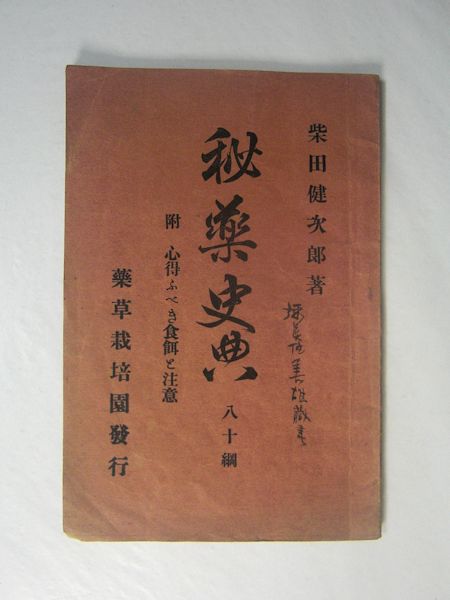 柴田健次郎著
秘藥史典 八十綱
附 心得ふべき食餌と注意
藥草栽培園發行